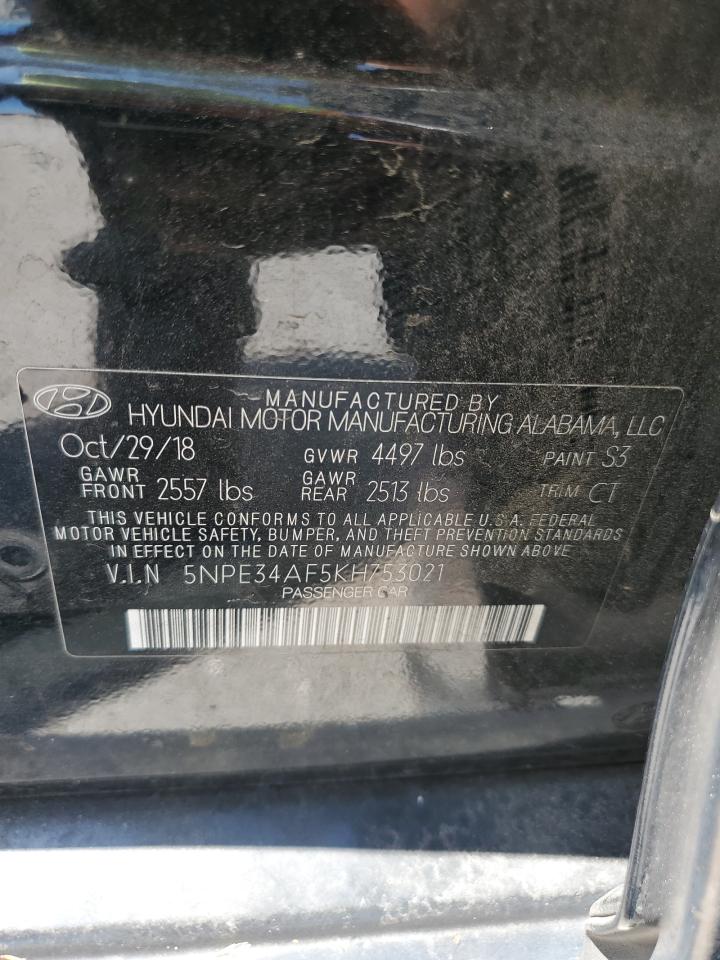 MANUFACTURED BY
HYUNDAI MOTOR MANUFACTURING ALABAMA, LLC
Oct/29/18 GVWR 4497 lbs PAINT S3
GAWR FRONT 2557 lbs GAWR REAR 2513 lbs TRIM CT
THIS VEHICLE CONFORMS TO ALL APPLICABLE U.S.A. FEDERAL
MOTOR VEHICLE SAFETY, BUMPER, AND THEFT PREVENTION STANDARDS
IN EFFECT ON THE DATE OF MANUFACTURE SHOWN ABOVE
V.I.N 5NPE34AF5KH753021
PASSENGER CAR